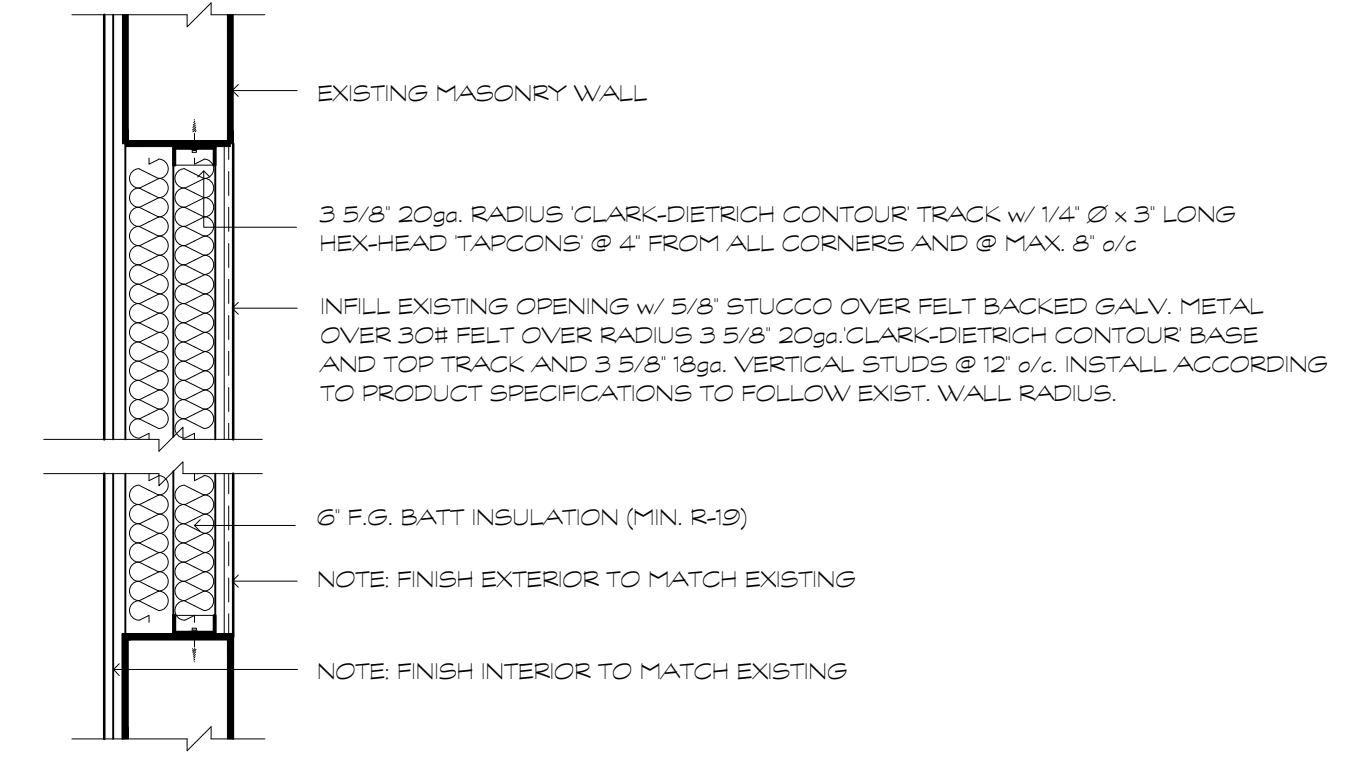 EXISTING MASONRY WALL
3 5/8" 20ga. RADIUS 'CLARK-DIETRICH CONTOUR' TRACK w/ 1/4" Ø x 3" LONG
HEX-HEAD 'TAPCONS' @ 4" FROM ALL CORNERS AND @ MAX. 8" o/c
INFILL EXISTING OPENING w/ 5/8" STUCCO OVER FELT BACKED GALV. METAL
OVER 30# FELT OVER RADIUS 3 5/8" 20ga.'CLARK-DIETRICH CONTOUR' BASE
AND TOP TRACK AND 3 5/8" 18ga. VERTICAL STUDS @ 12" o/c. INSTALL ACCORDING
TO PRODUCT SPECIFICATIONS TO FOLLOW EXIST. WALL RADIUS.
6" F.G. BATT INSULATION (MIN. R-19)
NOTE: FINISH EXTERIOR TO MATCH EXISTING
NOTE: FINISH INTERIOR TO MATCH EXISTING